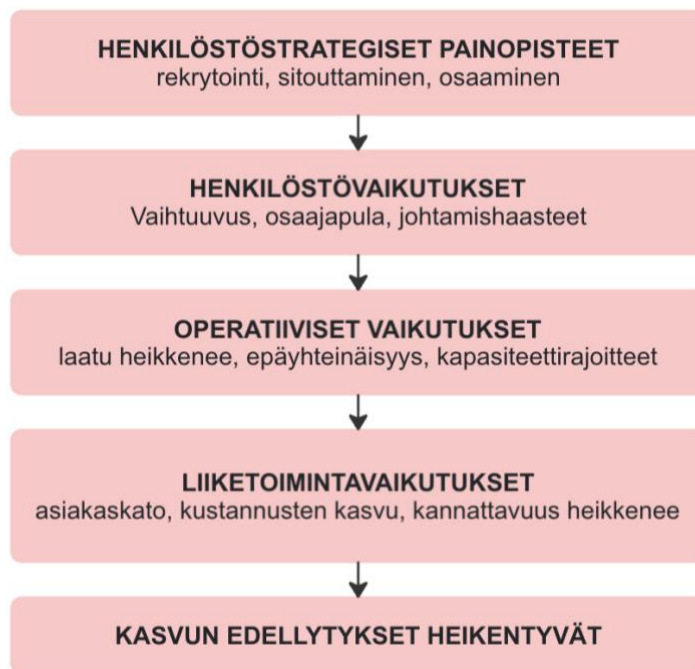 HENKILÖSTÖSTRATEGISET PAINOPISTEET
rekrytointi, sitouttaminen, osaaminen
HENKILÖSTÖVAIKUTUKSET
Vaihtuuvus, osaajapula, johtamishaasteet
OPERATIIVISET VAIKUTUKSET
laatu heikkenee, epäyhteinäisyys, kapasiteettirajoitteet
LIIKETOIMINTAVAIKUTUKSET
asiakaskato, kustannusten kasvu, kannattavuus heikkenee
KASVUN EDELLYTYKSET HEIKENTYVÄT